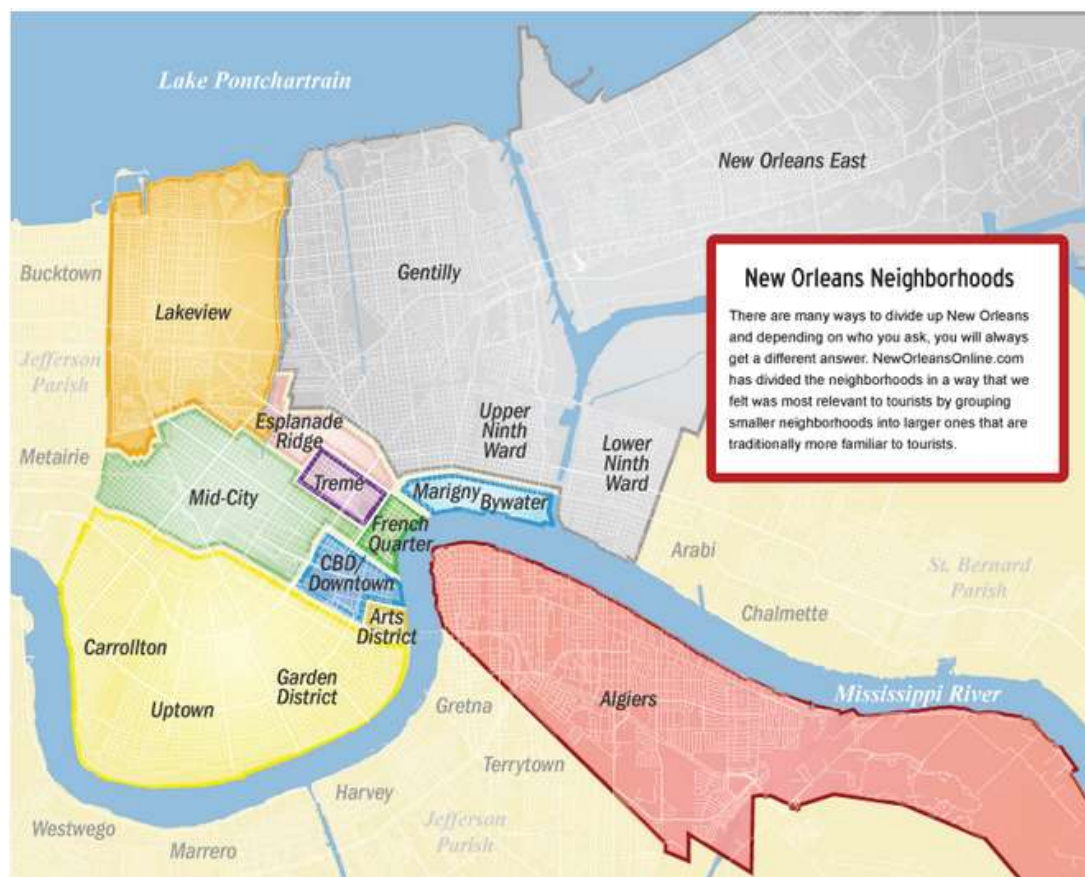 Lake Pontchartrain
New Orleans East
Bucktown
Gentilly
Lakeview
New Orleans Neighborhoods
There are many ways to divide up New Orleans
and depending on who you ask, you will always
get a different answer. NewOrleansOnline.com
has divided the neighborhoods in a way that we
felt was most relevant to tourists by grouping
smaller neighborhoods into larger ones that are
traditionally more familiar to tourists.
Jefferson
Parish
Esplanade
Ridge
Upper
Ninth
Ward
Lower
Ninth
Ward
Metairie
Mid-City
Tremé
Marigny
Bywater
French
Quarter
CBD/
Downtown
Arts
District
Arabi
St. Bernard
Parish
Chalmette
Carrollton
Uptown
Garden
District
Gretna
Algiers
Mississippi River
Terrytown
Harvey
Westwego
Marrero
Jefferson
Parish